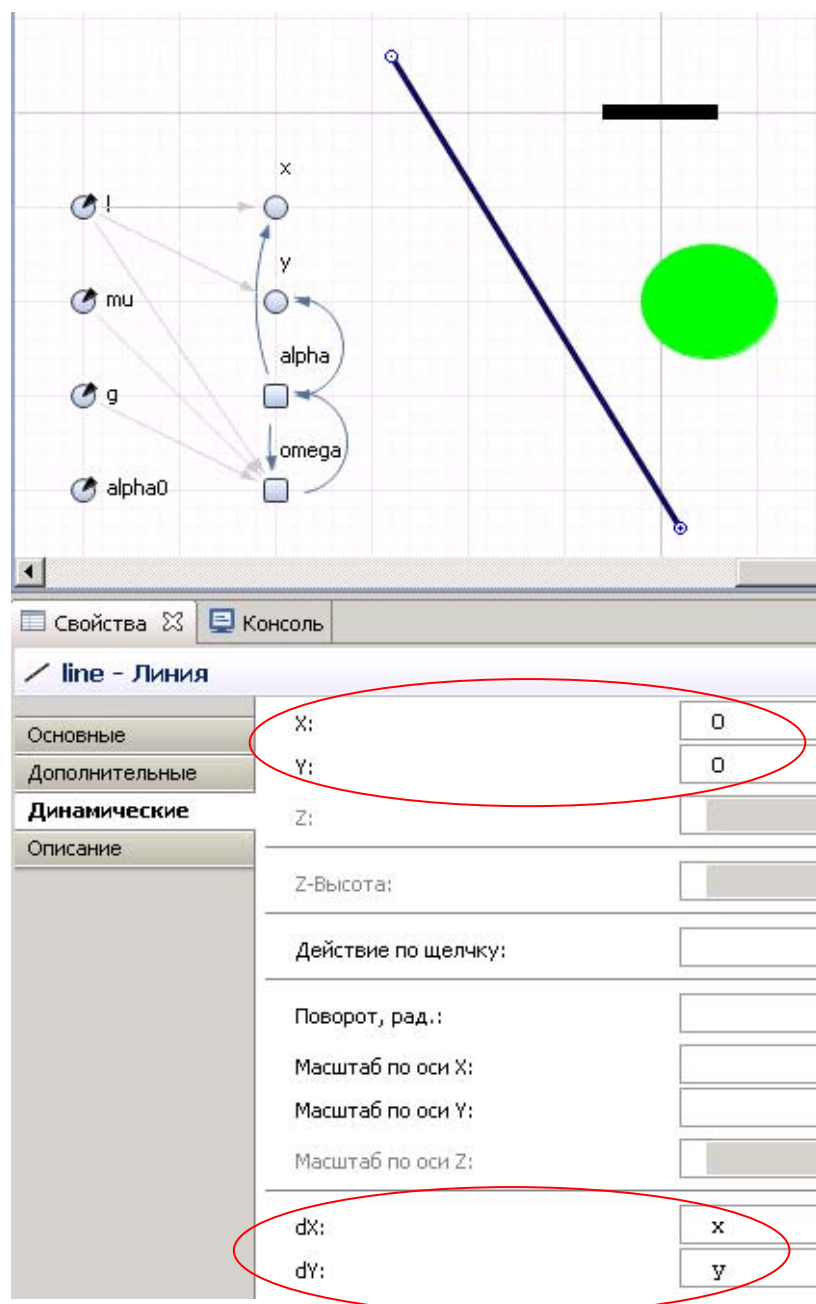 x
l
y
mu
alpha
g
omega
alpha0
Свойства
Консоль
line - Линия
Основные
Дополнительные
Динамические
Описание
X: 0
Y: 0
Z:
Z-Высота:
Действие по щелчку:
Поворот, рад.:
Масштаб по оси X:
Масштаб по оси Y:
Масштаб по оси Z:
dX: x
dY: y